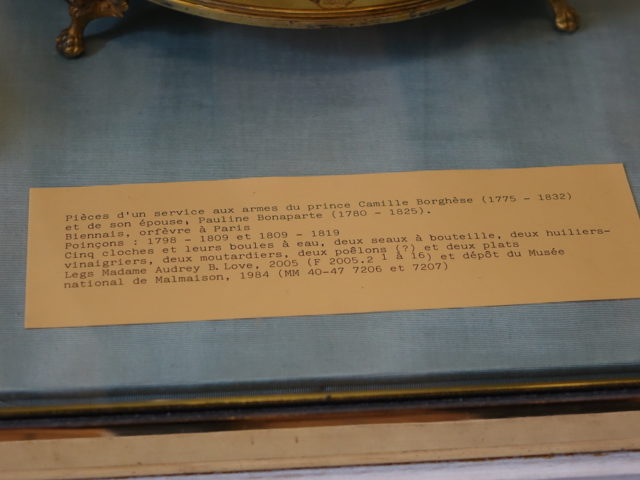 Pièces d'un service aux armes du prince Camille Borghèse (1775 - 1832)
et de son épouse, Pauline Bonaparte (1780 - 1825).
Biennais, orfèvre à Paris
Poinçons : 1798 - 1809 et 1809 - 1819
Cinq cloches et leurs boules à eau, deux seaux à bouteille, deux huiliers-
vinaigriers, deux moutardiers, deux poêlons (?) et deux plats
Legs Madame Audrey B. Love, 2005 (F 2005.2 1 à 16) et dépôt du Musée
national de Malmaison, 1984 (MM 40-47 7206 et 7207)